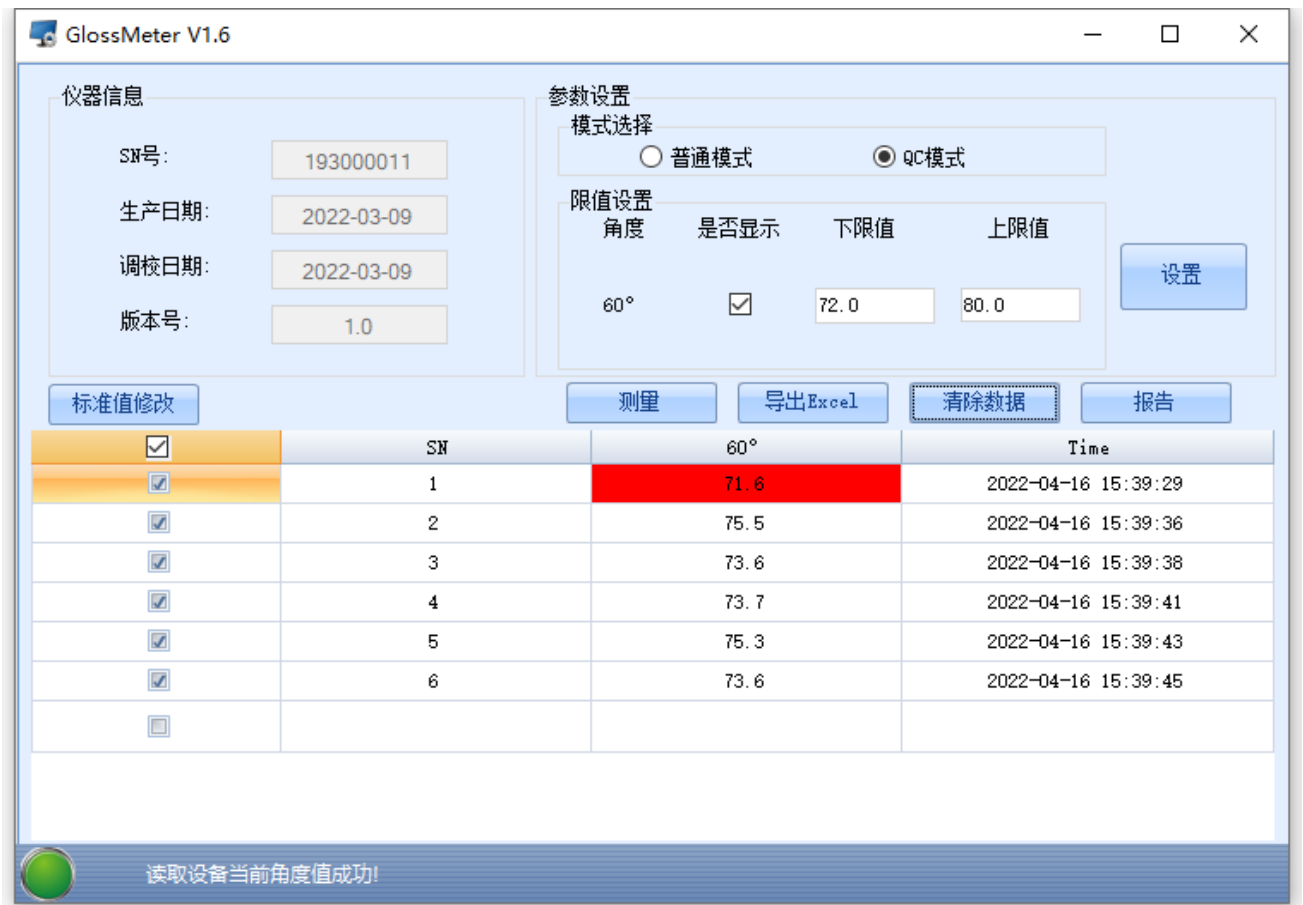 GlossMeter V1.6
仪器信息
SN号:
193000011
生产日期:
2022-03-09
调校日期:
2022-03-09
版本号:
1.0
参数设置
模式选择
普通模式 QC模式
限值设置
角度 是否显示 下限值 上限值
60° 72.0 80.0
设置
标准值修改 测量 导出Excel 清除数据 报告
SN 60° Time
1 71.6 2022-04-16 15:39:29
2 75.5 2022-04-16 15:39:36
3 73.6 2022-04-16 15:39:38
4 73.7 2022-04-16 15:39:41
5 75.3 2022-04-16 15:39:43
6 73.6 2022-04-16 15:39:45
读取设备当前角度值成功!